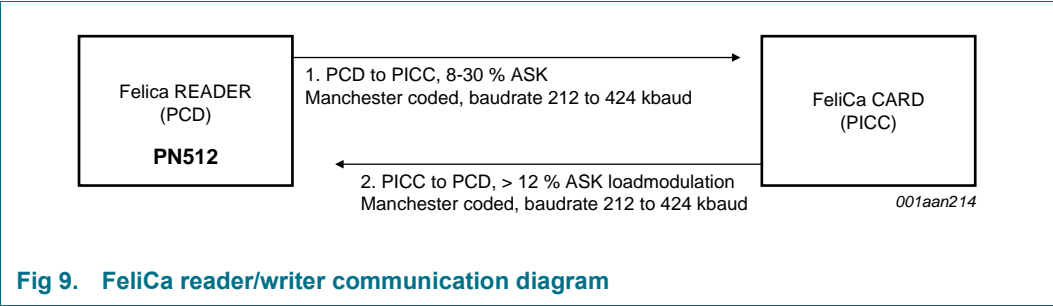 Felica READER
(PCD)
PN512
1. PCD to PICC, 8-30 % ASK
Manchester coded, baudrate 212 to 424 kbaud
2. PICC to PCD, > 12 % ASK loadmodulation
Manchester coded, baudrate 212 to 424 kbaud
FeliCa CARD
(PICC)
001aan214
Fig 9. FeliCa reader/writer communication diagram